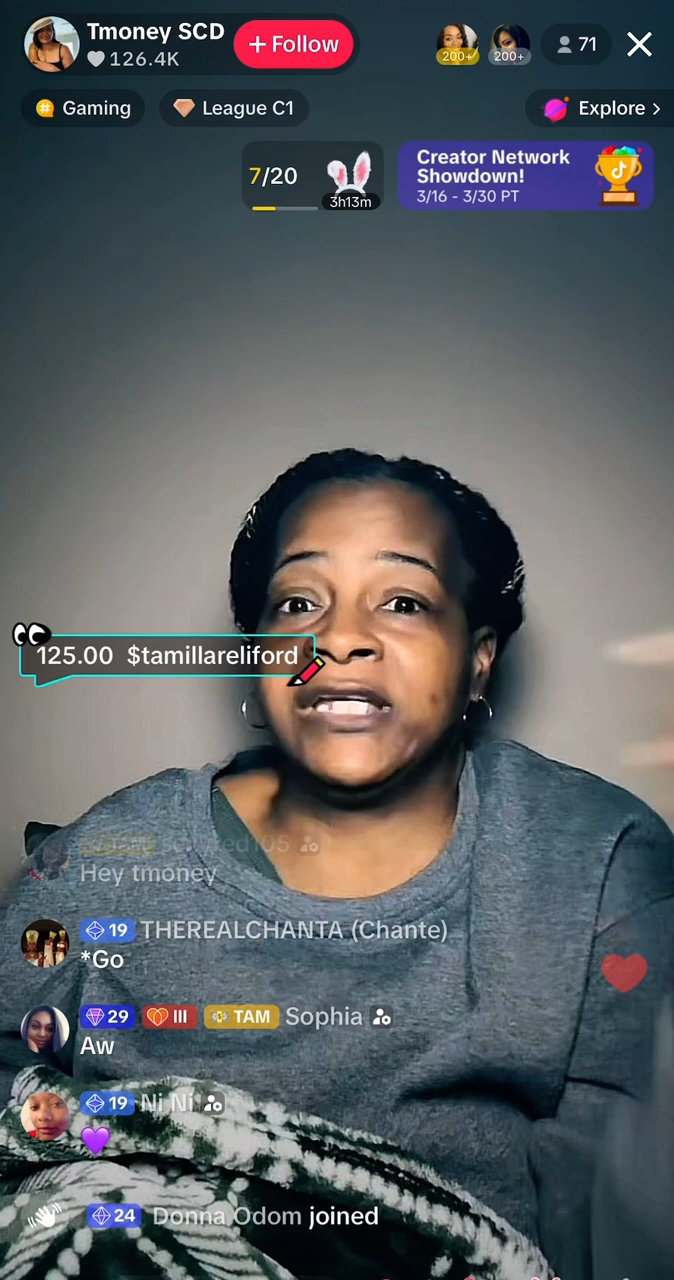 Tmoney SCD
126.4K
+ Follow
200+
200+
71
Gaming
League C1
Explore >
7/20
3h13m
Creator Network
Showdown!
3/16 - 3/30 PT
125.00 $tamillareliford
Hey tmoney
19 THEREALCHANTA (Chante)
*Go
29 III TAM Sophia
Aw
19 Ni Ni
24 Donna Odom joined